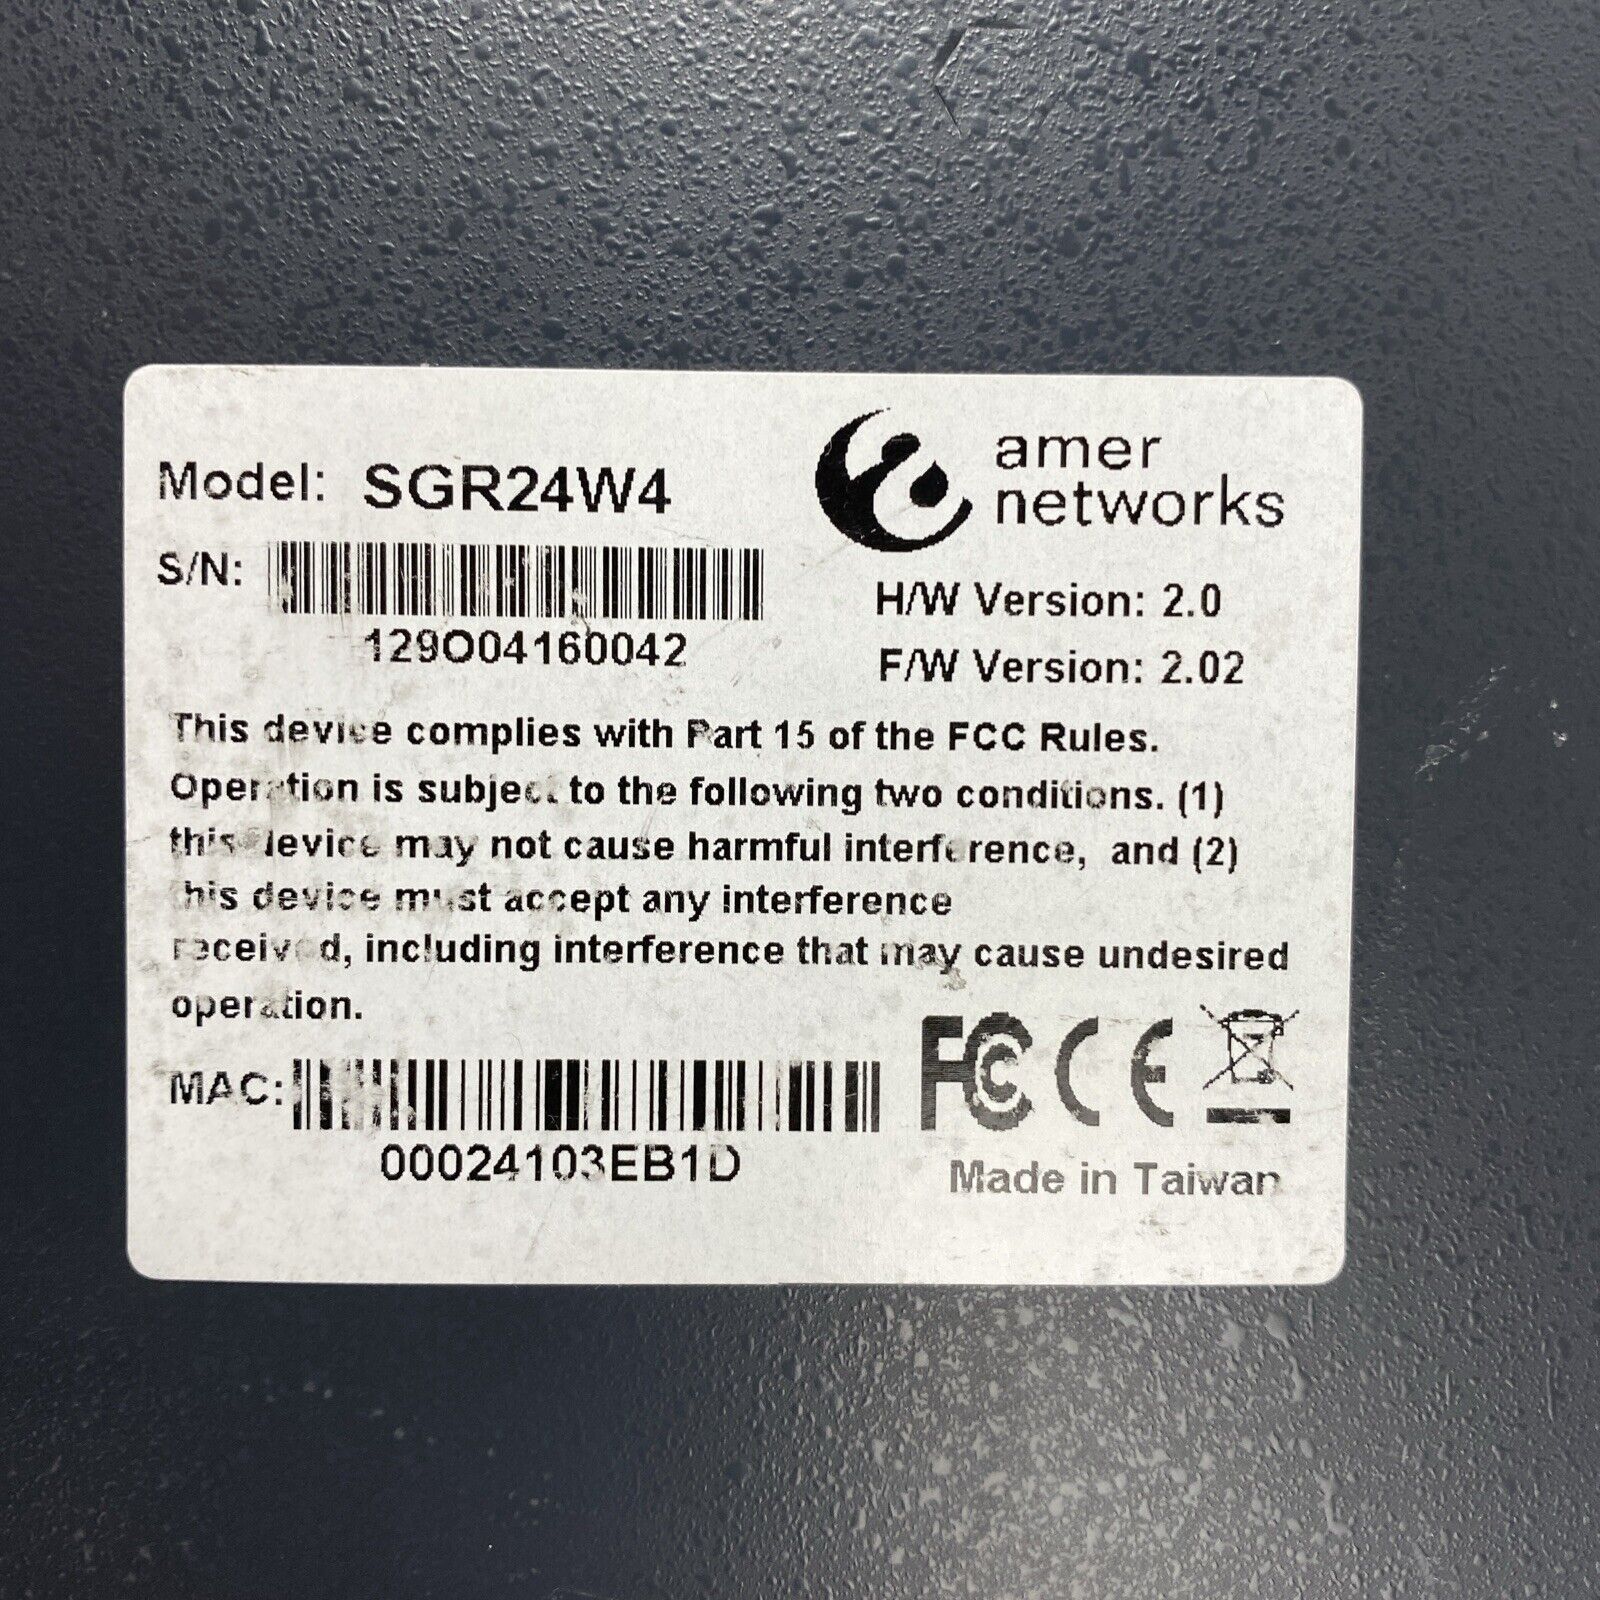 Model: SGR24W4
amer
networks
S/N:
129O04160042
H/W Version: 2.0
F/W Version: 2.02
This device complies with Part 15 of the FCC Rules.
Operation is subject to the following two conditions. (1)
this device may not cause harmful interference, and (2)
this device must accept any interference
received, including interference that may cause undesired
operation.
MAC:
00024103EB1D
FC CE
Made in Taiwan